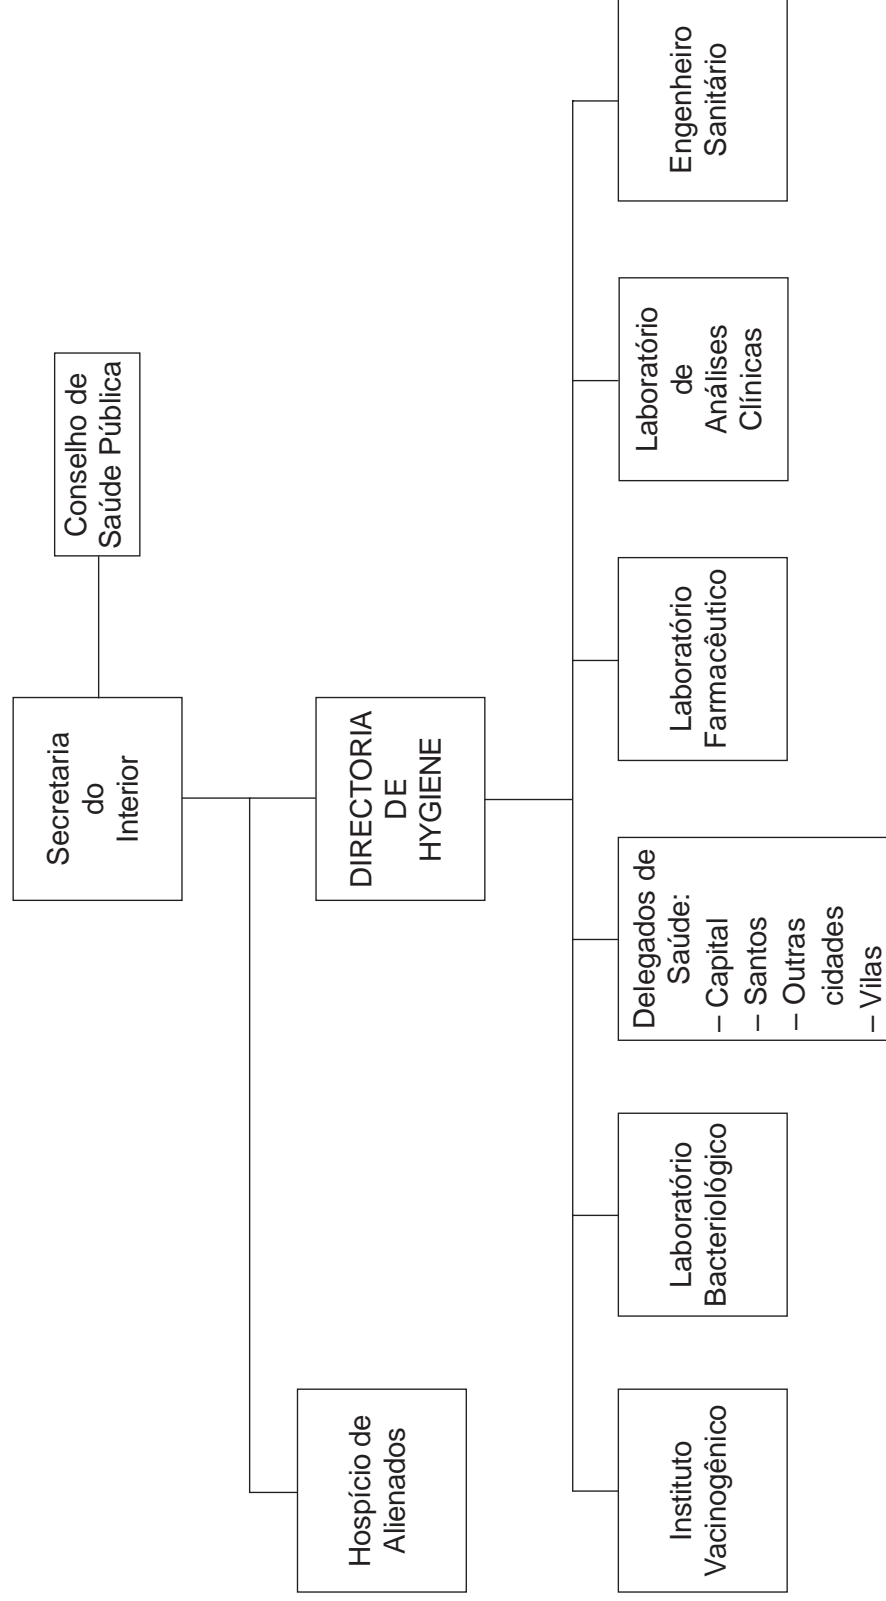 Secretaria
do
Interior
Conselho de
Saúde Pública
Hospício de
Alienados
DIRECTORIA
DE
HYGIENE
Instituto
Vacinogênico
Laboratório
Bacteriológico
Delegados de
Saúde:
– Capital
– Santos
– Outras
cidades
– Vilas
Laboratório
Farmacêutico
Laboratório
de
Análises
Clínicas
Engenheiro
Sanitário